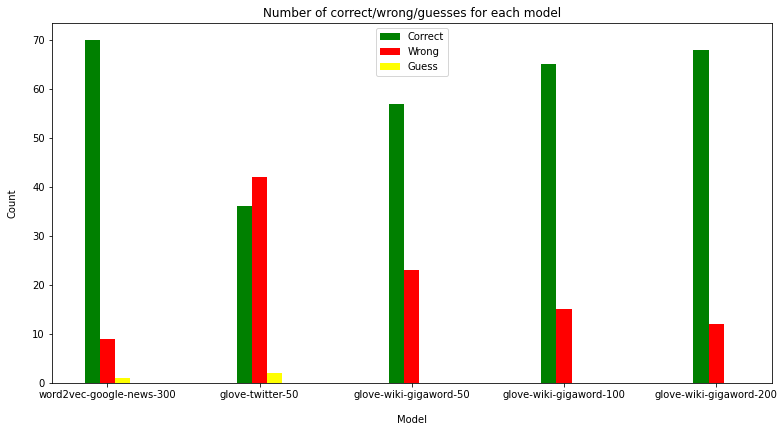 Number of correct/wrong/guesses for each model
Correct
Wrong
Guess
70
60
50
40
30
20
10
0
Count
word2vec-google-news-300 glove-twitter-50 glove-wiki-gigaword-50 glove-wiki-gigaword-100 glove-wiki-gigaword-200
Model